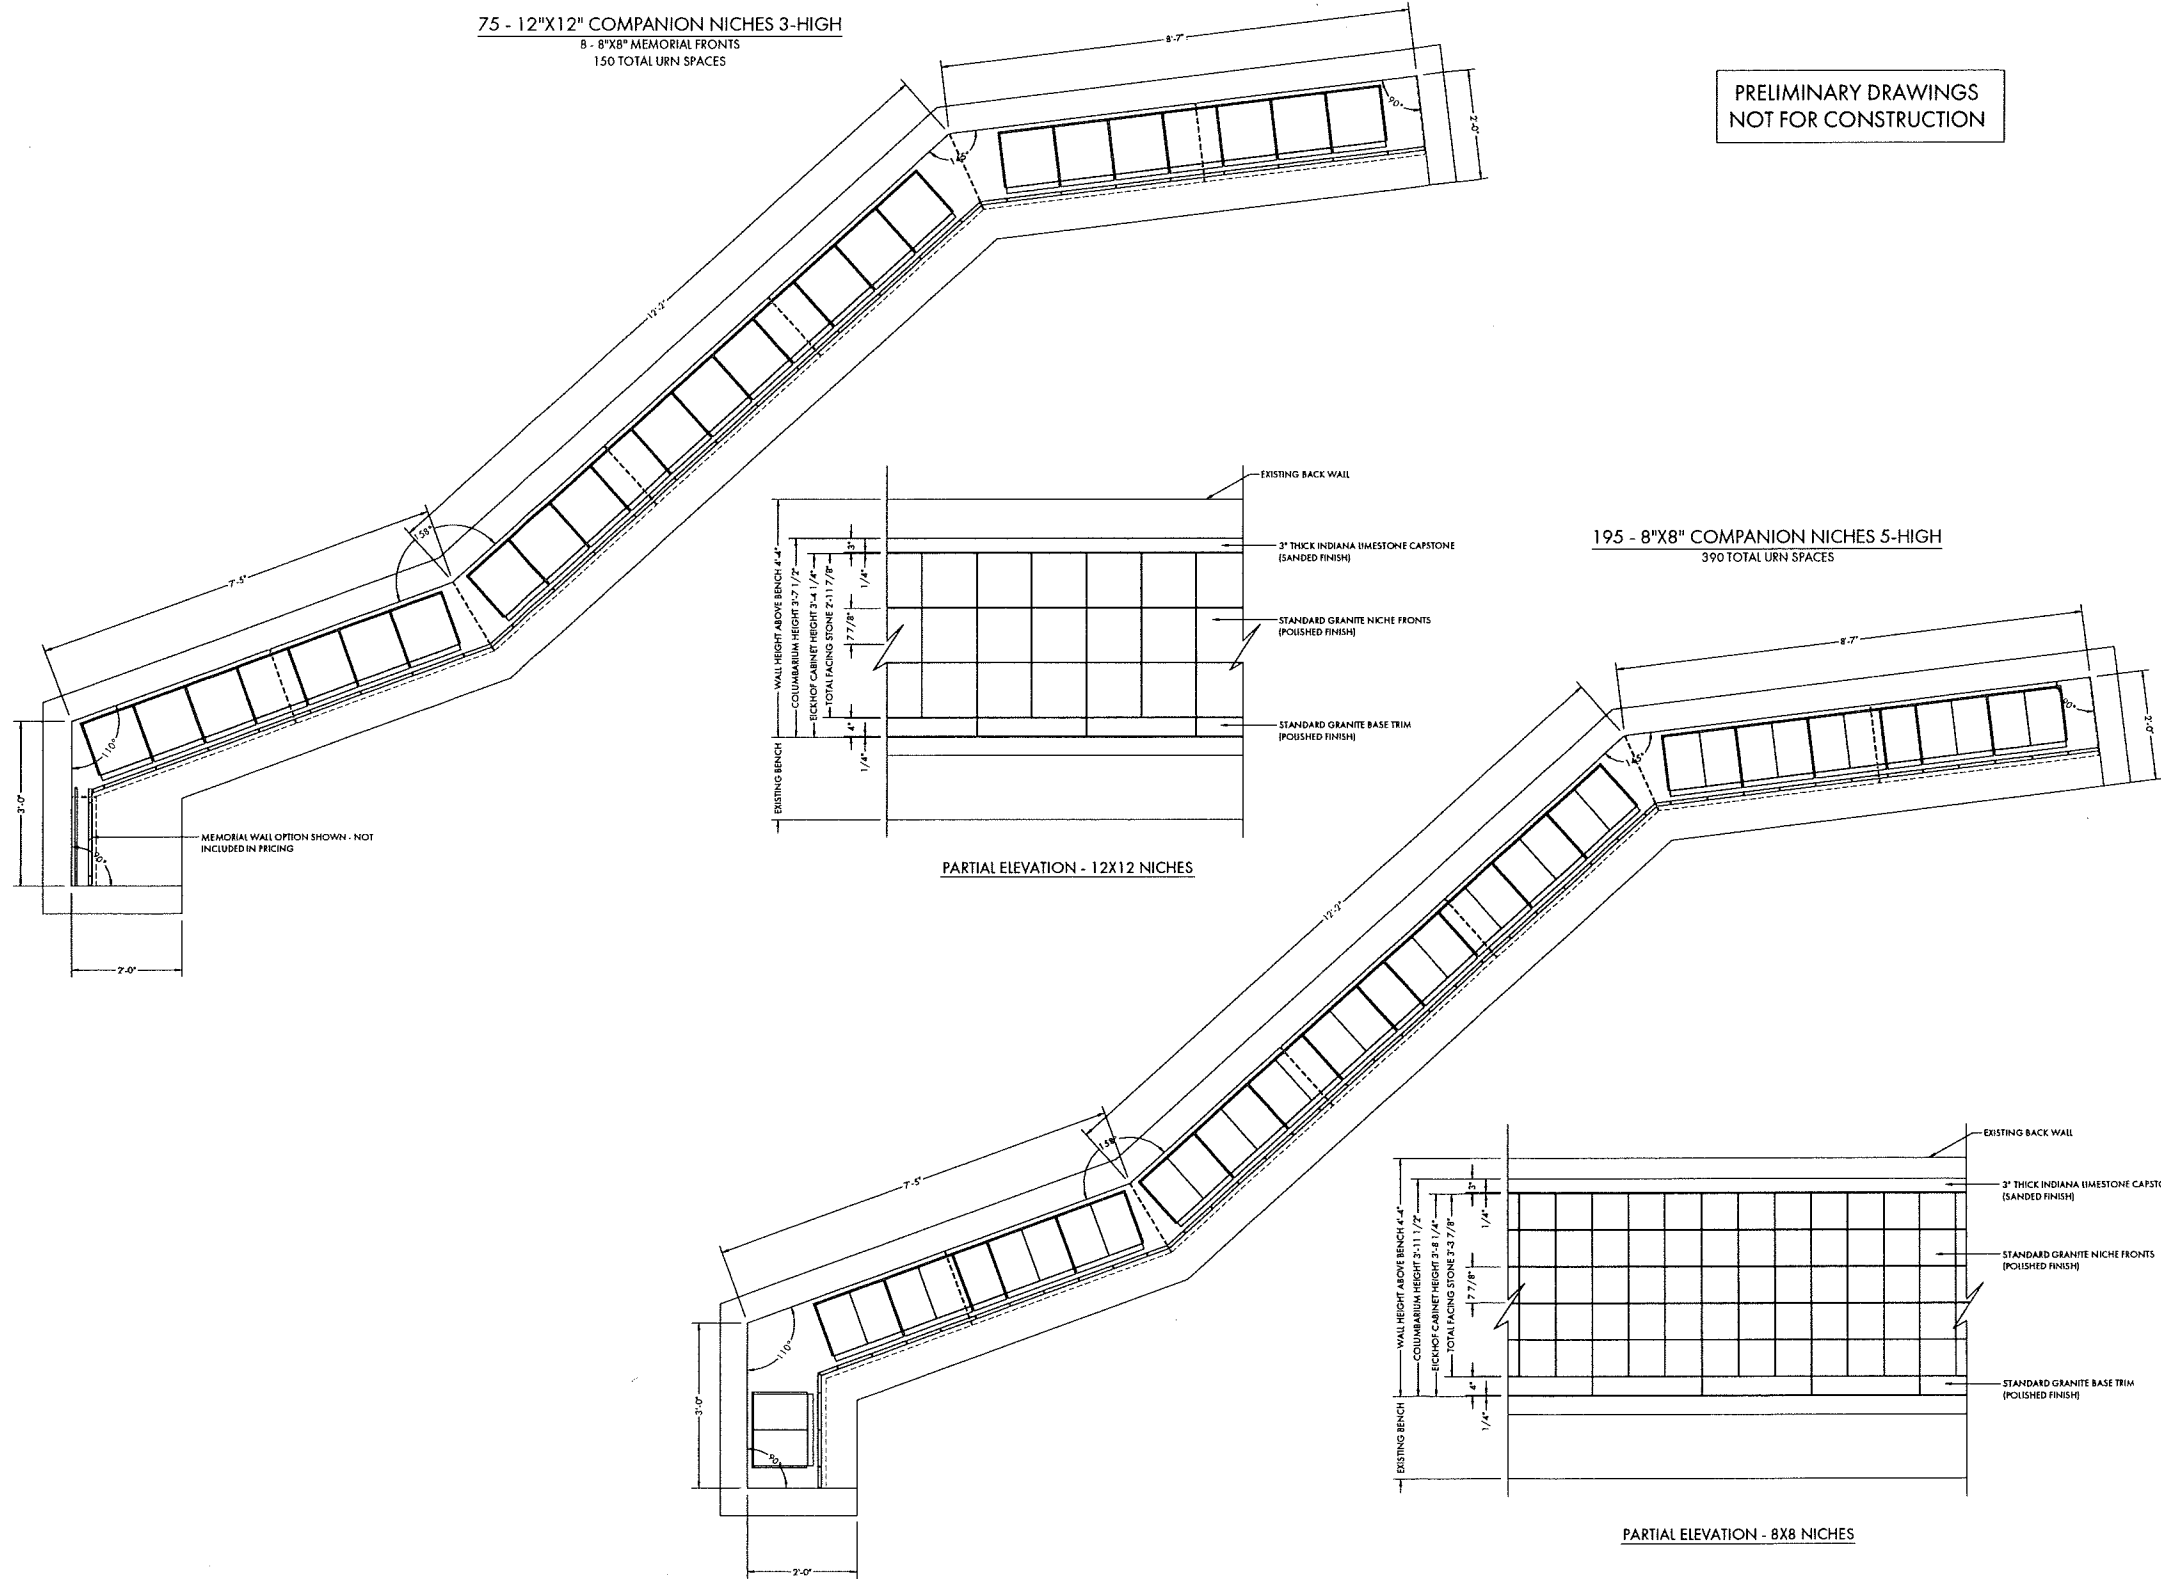 75 - 12"X12" COMPANION NICHES 3-HIGH
8 - 8"X8" MEMORIAL FRONTS
150 TOTAL URN SPACES
PRELIMINARY DRAWINGS
NOT FOR CONSTRUCTION
8'-7"
90°
2'-0"
145°
12'-2"
158°
7'-5"
110°
3'-0"
90°
2'-0"
MEMORIAL WALL OPTION SHOWN - NOT
INCLUDED IN PRICING
EXISTING BACK WALL
3" THICK INDIANA LIMESTONE CAPSTONE
(SANDED FINISH)
STANDARD GRANITE NICHE FRONTS
(POLISHED FINISH)
STANDARD GRANITE BASE TRIM
(POLISHED FINISH)
WALL HEIGHT ABOVE BENCH 4'-4"
COLUMBARIUM HEIGHT 3'-7 1/2"
EICKHOF CABINET HEIGHT 3'-4 1/4"
TOTAL FACING STONE 2'-11 7/8"
3"
1/4"
7 7/8"
4"
1/4"
EXISTING BENCH
PARTIAL ELEVATION - 12X12 NICHES
195 - 8"X8" COMPANION NICHES 5-HIGH
390 TOTAL URN SPACES
8'-7"
90°
2'-0"
145°
12'-2"
158°
7'-5"
110°
3'-0"
90°
2'-0"
EXISTING BACK WALL
3" THICK INDIANA LIMESTONE CAPSTO
(SANDED FINISH)
STANDARD GRANITE NICHE FRONTS
(POLISHED FINISH)
STANDARD GRANITE BASE TRIM
(POLISHED FINISH)
WALL HEIGHT ABOVE BENCH 4'-4"
COLUMBARIUM HEIGHT 3'-11 1/2"
EICKHOF CABINET HEIGHT 3'-8 1/4"
TOTAL FACING STONE 3'-3 7/8"
3"
1/4"
7 7/8"
4"
1/4"
EXISTING BENCH
PARTIAL ELEVATION - 8X8 NICHES